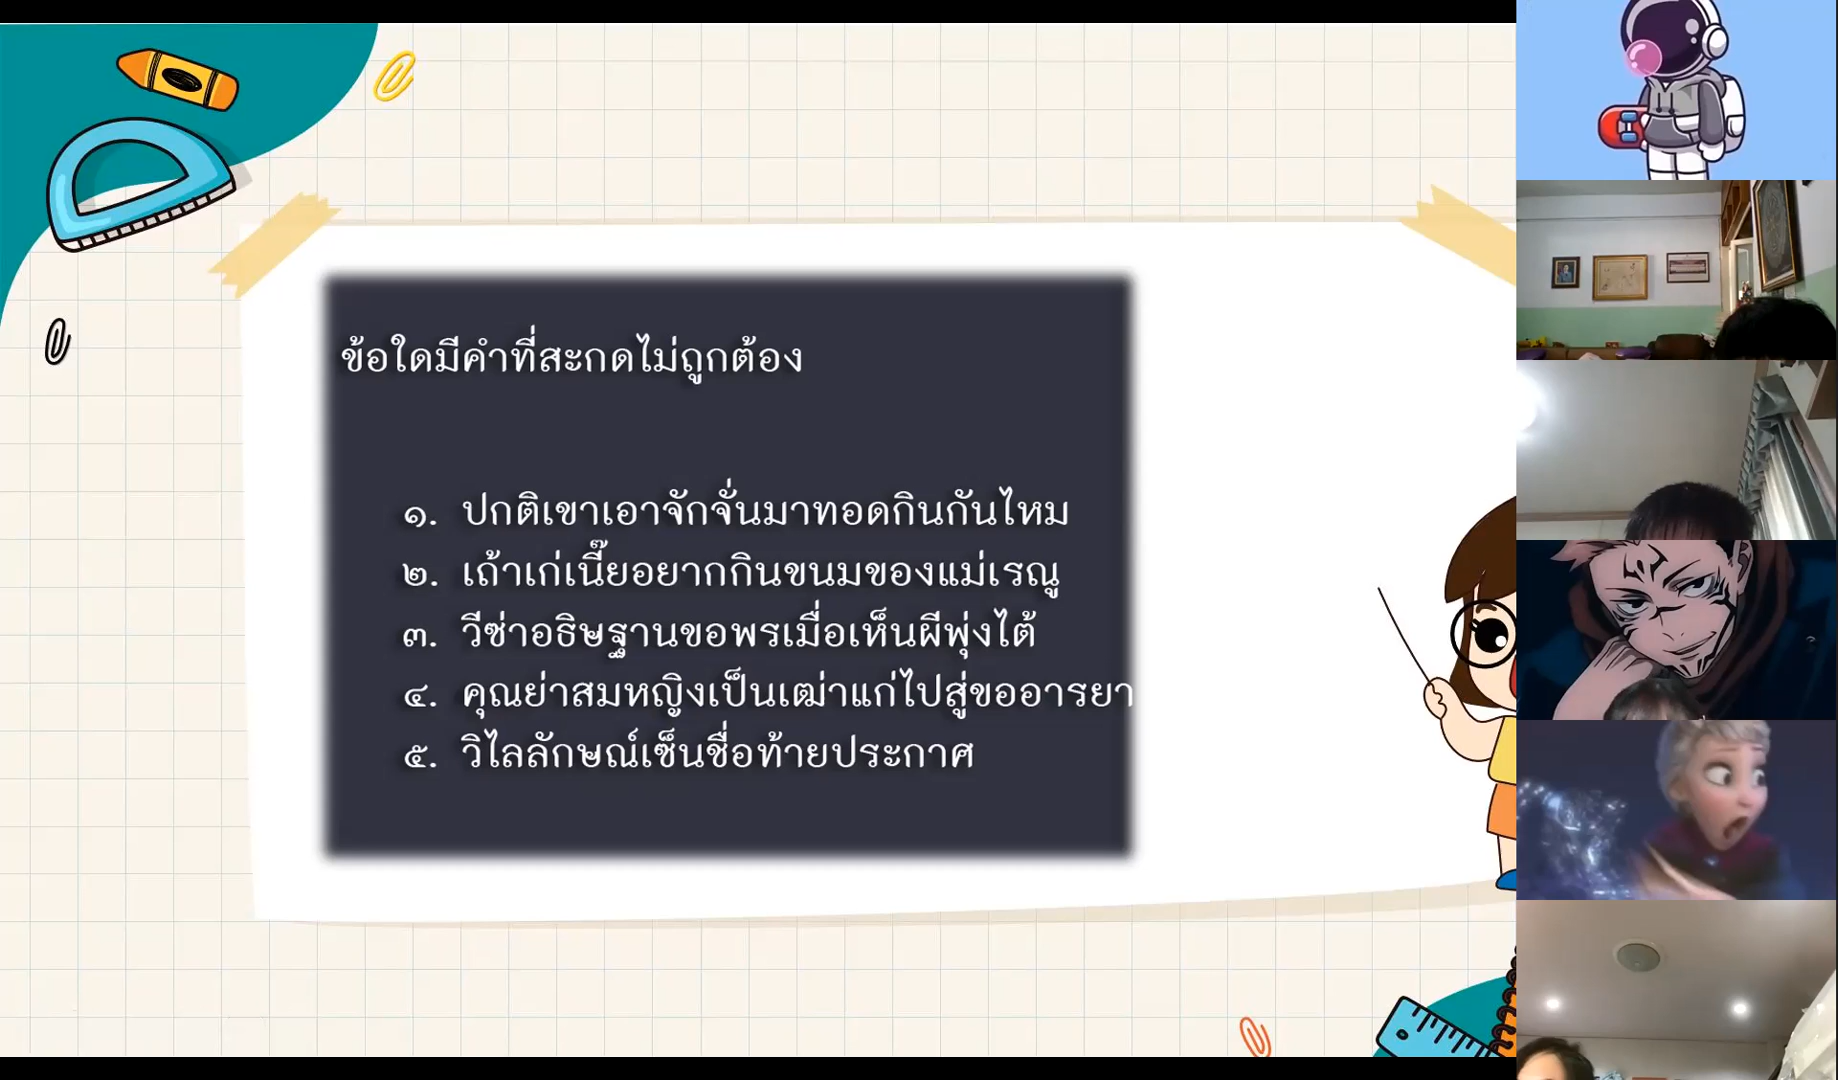 ข้อใดมีคำที่สะกดไม่ถูกต้อง
๑. ปกติเขาเอาจักจั่นมาทอดกินกันไหม
๒. เถ้าเก่เนี๊ยอยากกินขนมของแม่เรณู
๓. วีซ่าอธิษฐานขอพรเมื่อเห็นผีพุ่งไต้
๔. คุณย่าสมหญิงเป็นเฒ่าแก่ไปสู่ขออารยา
๕. วิไลลักษณ์เซ็นชื่อท้ายประกาศ